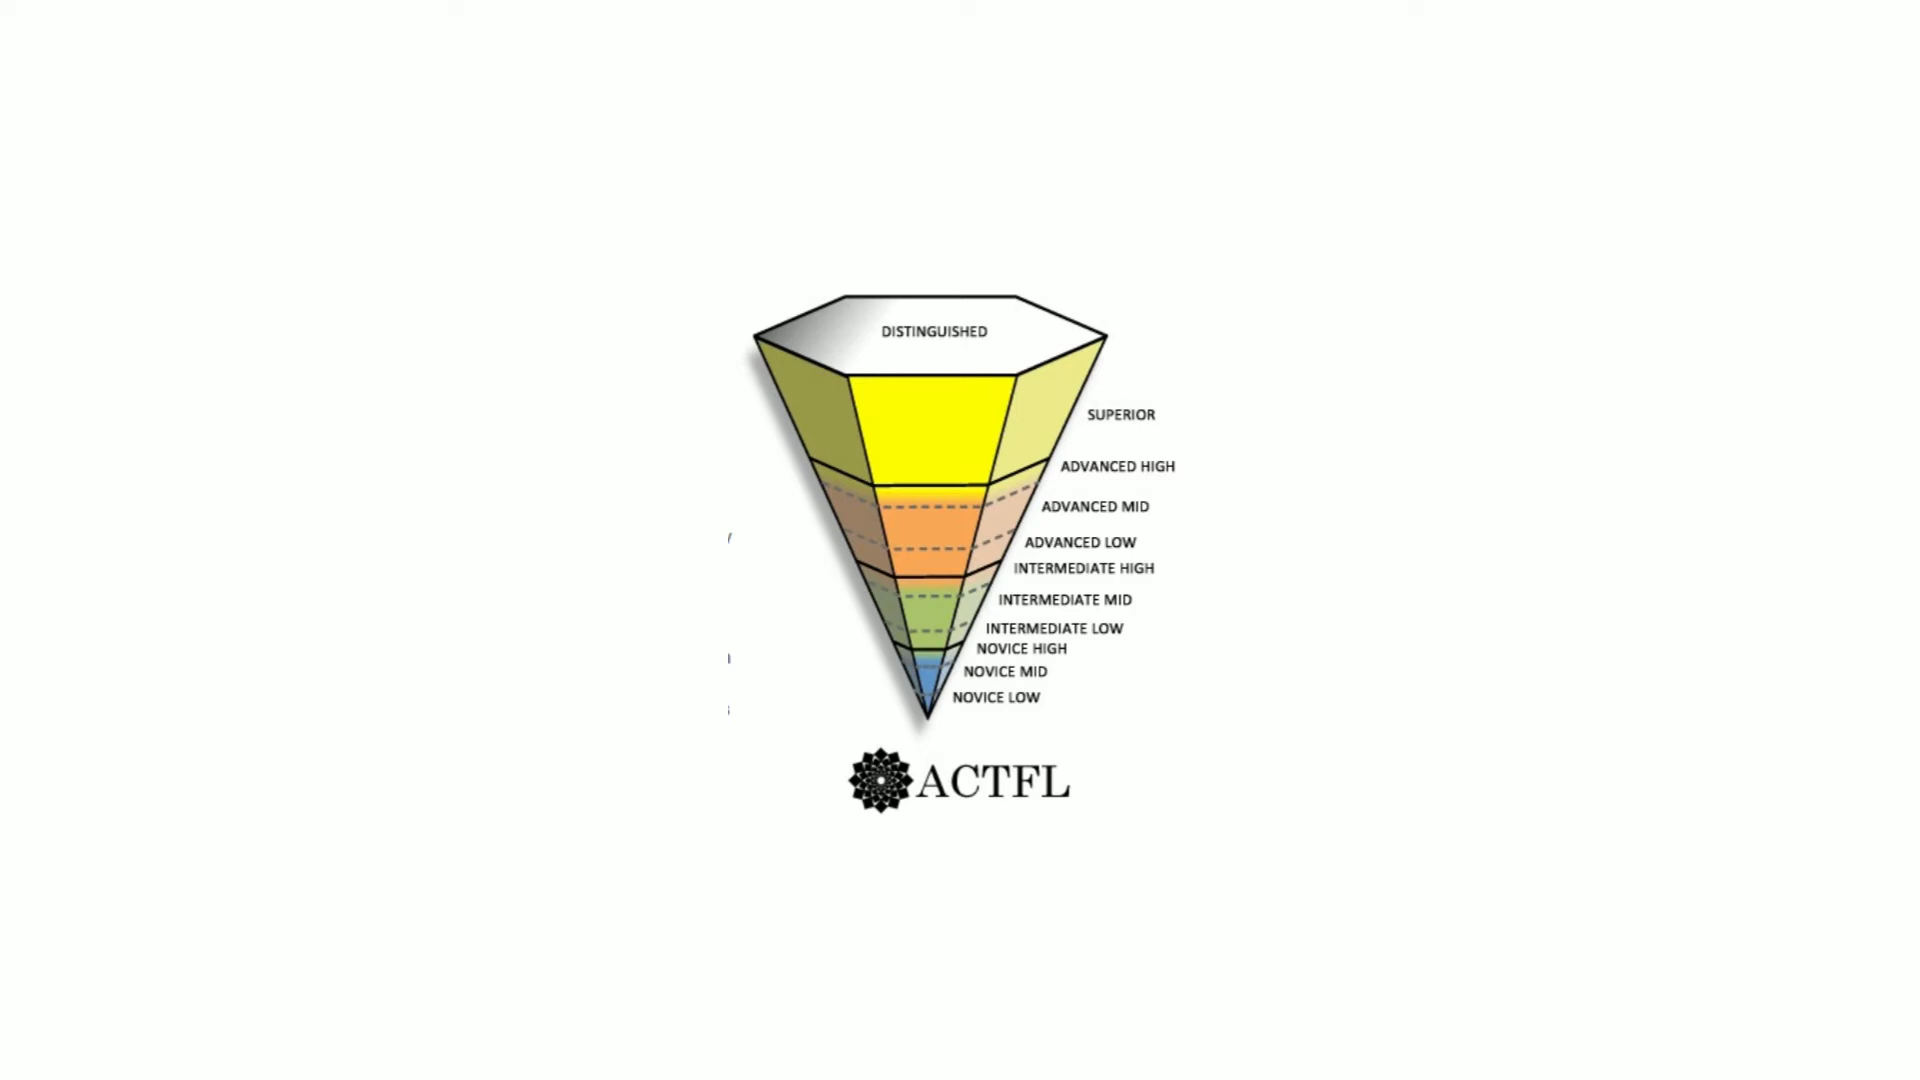 DISTINGUISHED
SUPERIOR
ADVANCED HIGH
ADVANCED MID
ADVANCED LOW
INTERMEDIATE HIGH
INTERMEDIATE MID
INTERMEDIATE LOW
NOVICE HIGH
NOVICE MID
NOVICE LOW
ACTFL